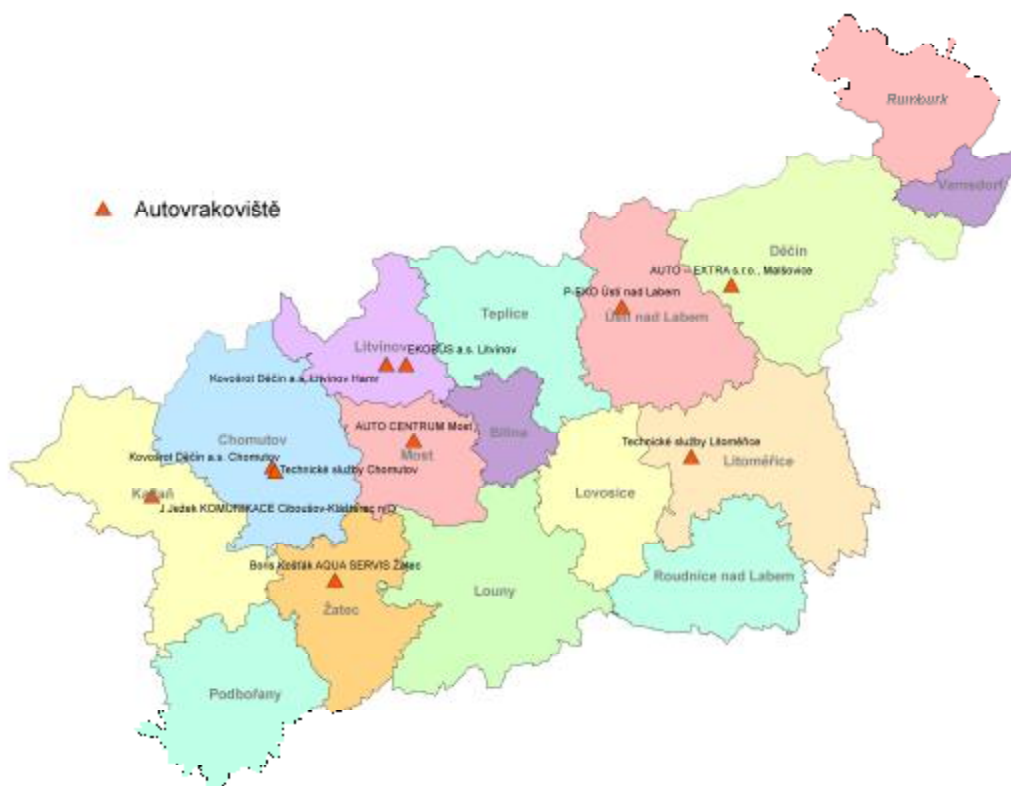 Rumburk
Varnsdorf
Autovrakoviště
Děčín
AUTO – EXTRA s.r.o., Malšovice
P-EKO Ústí nad Labem
Ústí nad Labem
Teplice
Litvínov
EKOBUS a.s. Litvínov
Kovošrot Děčín a.s. Litvínov Hamr
AUTO CENTRUM Most
Most
Bílina
Chomutov
Kovošrot Děčín a.s. Chomutov
Technické služby Chomutov
Technické služby Litoměřice
Litoměřice
Lovosice
Kadaň
J.Ježek KOMUNIKACE Ciboušov-Klášterec n/O
Boris Košťák AQUA SERVIS Žatec
Žatec
Louny
Roudnice nad Labem
Podbořany